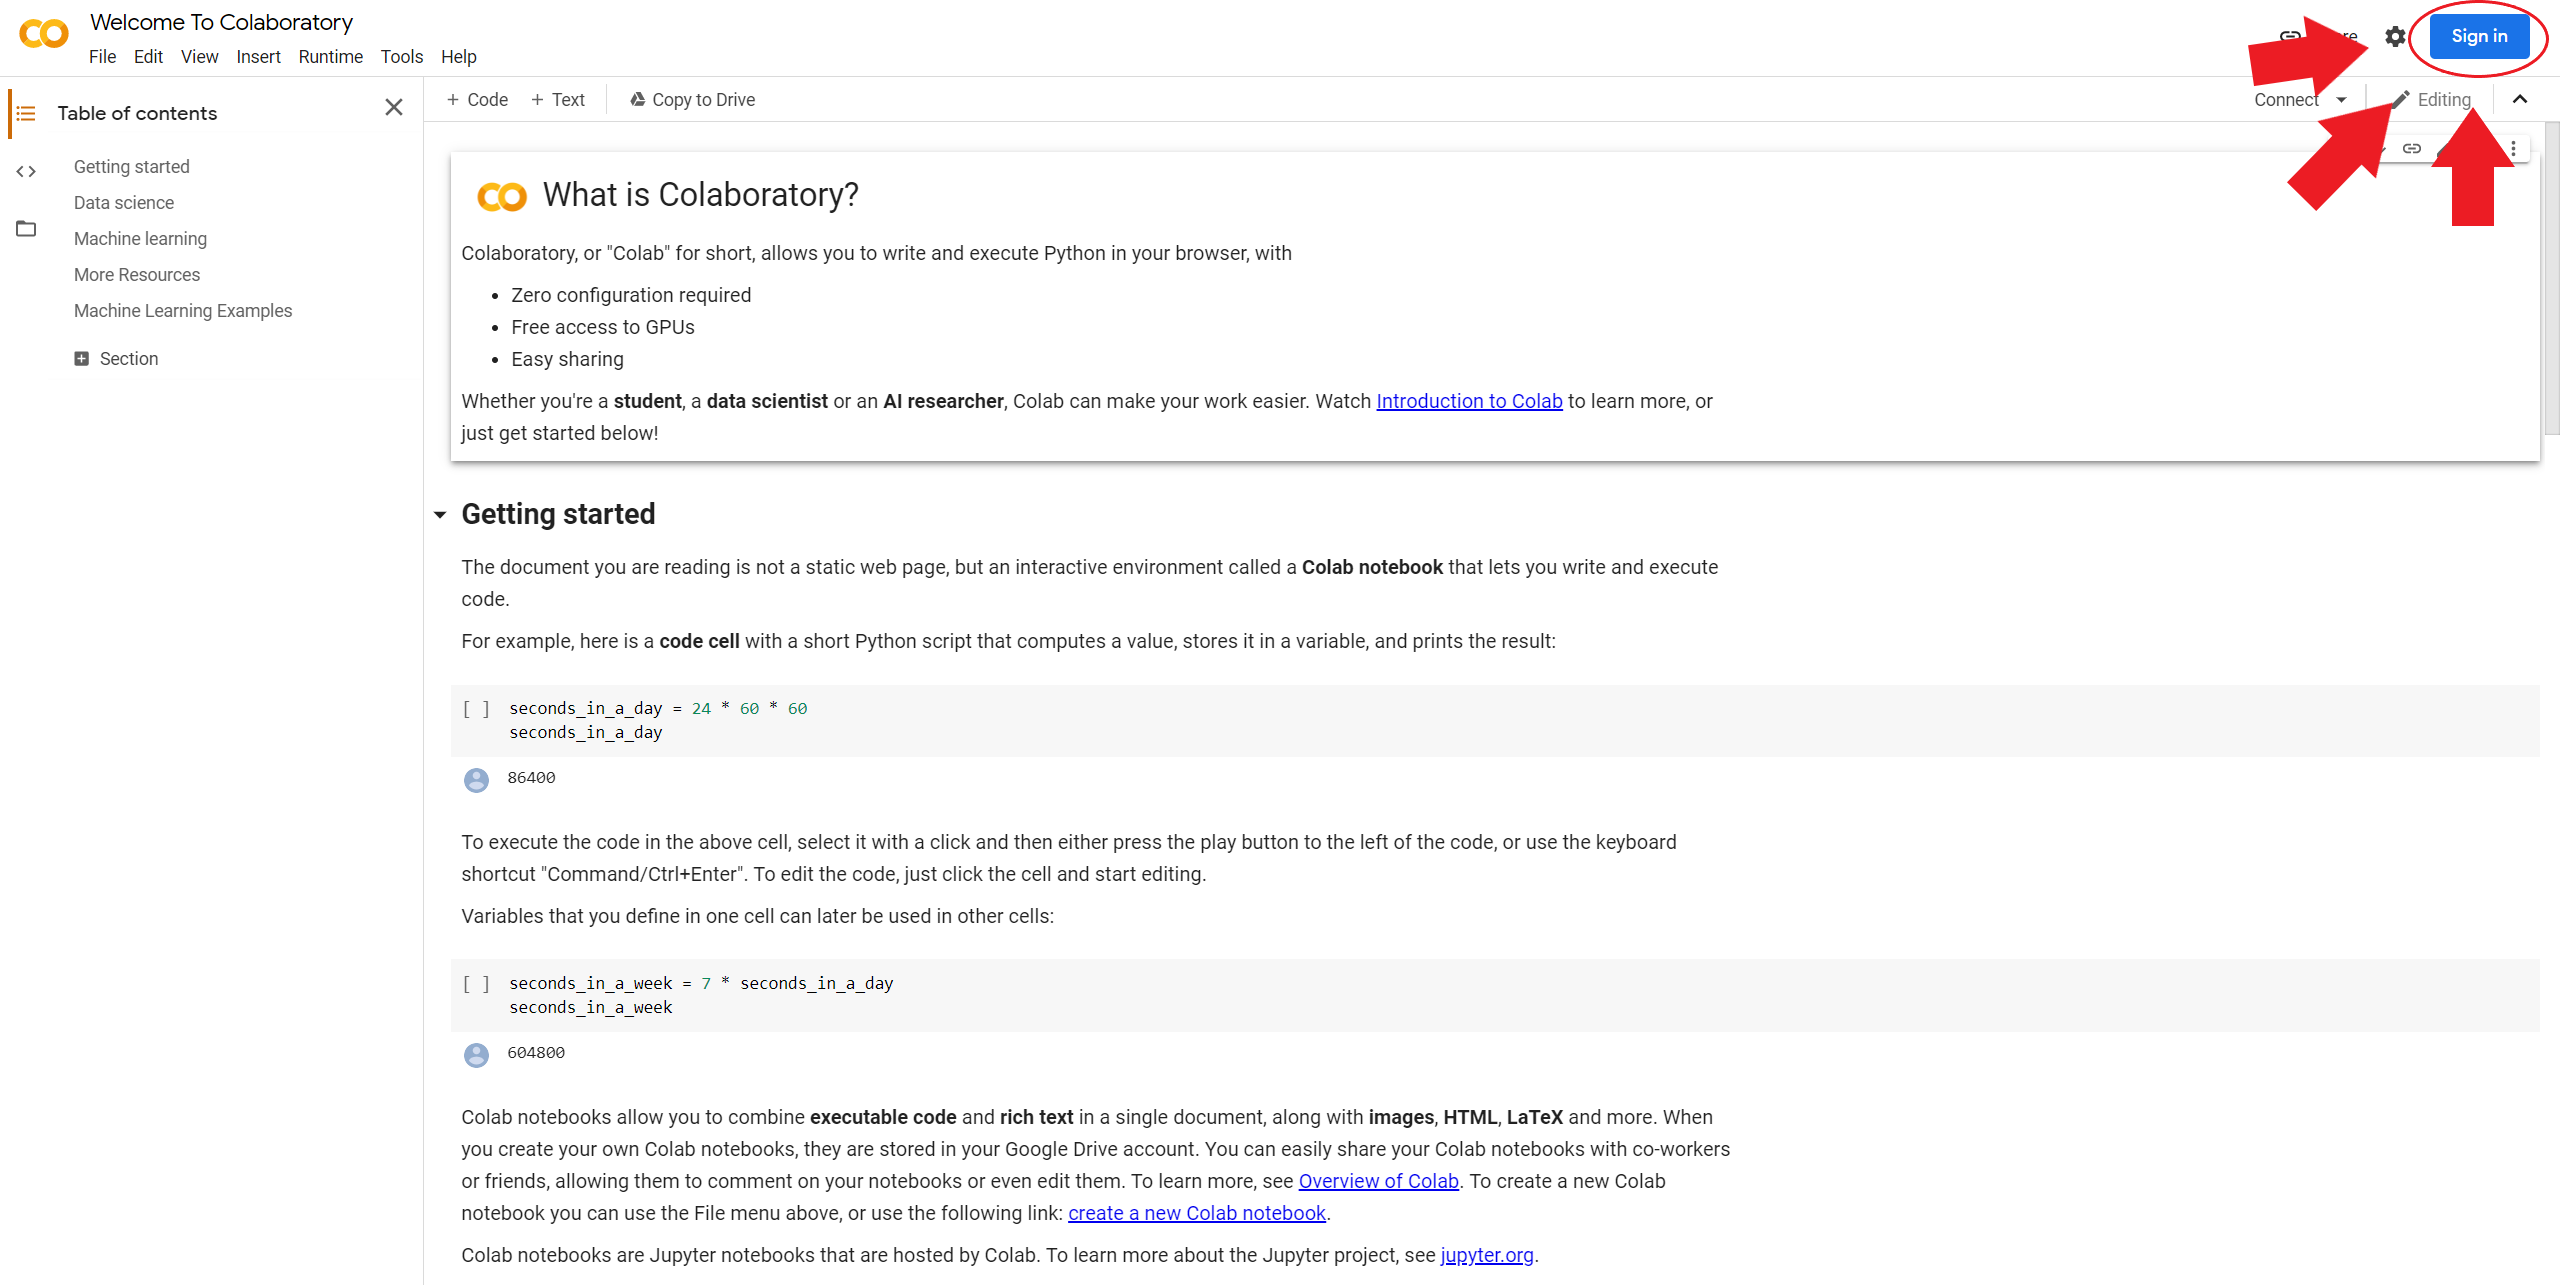 Welcome To Colaboratory
File Edit View Insert Runtime Tools Help
Sign in
Table of contents
Getting started
Data science
Machine learning
More Resources
Machine Learning Examples
Section
+ Code + Text Copy to Drive
Connect Editing
What is Colaboratory?
Colaboratory, or "Colab" for short, allows you to write and execute Python in your browser, with
• Zero configuration required
• Free access to GPUs
• Easy sharing
Whether you're a student, a data scientist or an AI researcher, Colab can make your work easier. Watch Introduction to Colab to learn more, or
just get started below!
Getting started
The document you are reading is not a static web page, but an interactive environment called a Colab notebook that lets you write and execute
code.
For example, here is a code cell with a short Python script that computes a value, stores it in a variable, and prints the result:
[ ] seconds_in_a_day = 24 * 60 * 60
seconds_in_a_day
86400
To execute the code in the above cell, select it with a click and then either press the play button to the left of the code, or use the keyboard
shortcut "Command/Ctrl+Enter". To edit the code, just click the cell and start editing.
Variables that you define in one cell can later be used in other cells:
[ ] seconds_in_a_week = 7 * seconds_in_a_day
seconds_in_a_week
604800
Colab notebooks allow you to combine executable code and rich text in a single document, along with images, HTML, LaTeX and more. When
you create your own Colab notebooks, they are stored in your Google Drive account. You can easily share your Colab notebooks with co-workers
or friends, allowing them to comment on your notebooks or even edit them. To learn more, see Overview of Colab. To create a new Colab
notebook you can use the File menu above, or use the following link: create a new Colab notebook.
Colab notebooks are Jupyter notebooks that are hosted by Colab. To learn more about the Jupyter project, see jupyter.org.